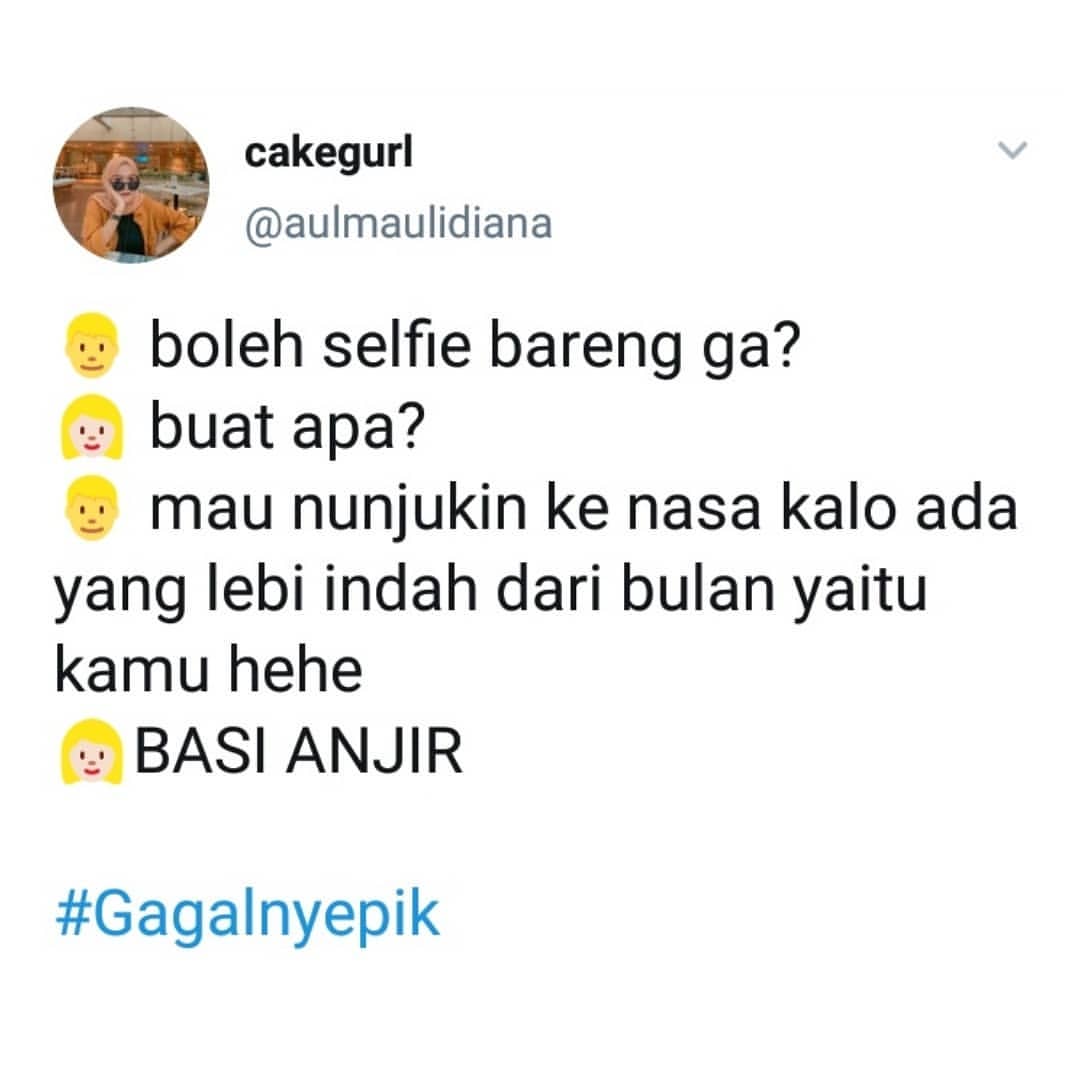 cakegurl
@aulmaulidiana
👱‍♂️ boleh selfie bareng ga?
👱🏻‍♀️ buat apa?
👱‍♂️ mau nunjukin ke nasa kalo ada
yang lebi indah dari bulan yaitu
kamu hehe
👱🏻‍♀️BASI ANJIR
#Gagalnyepik